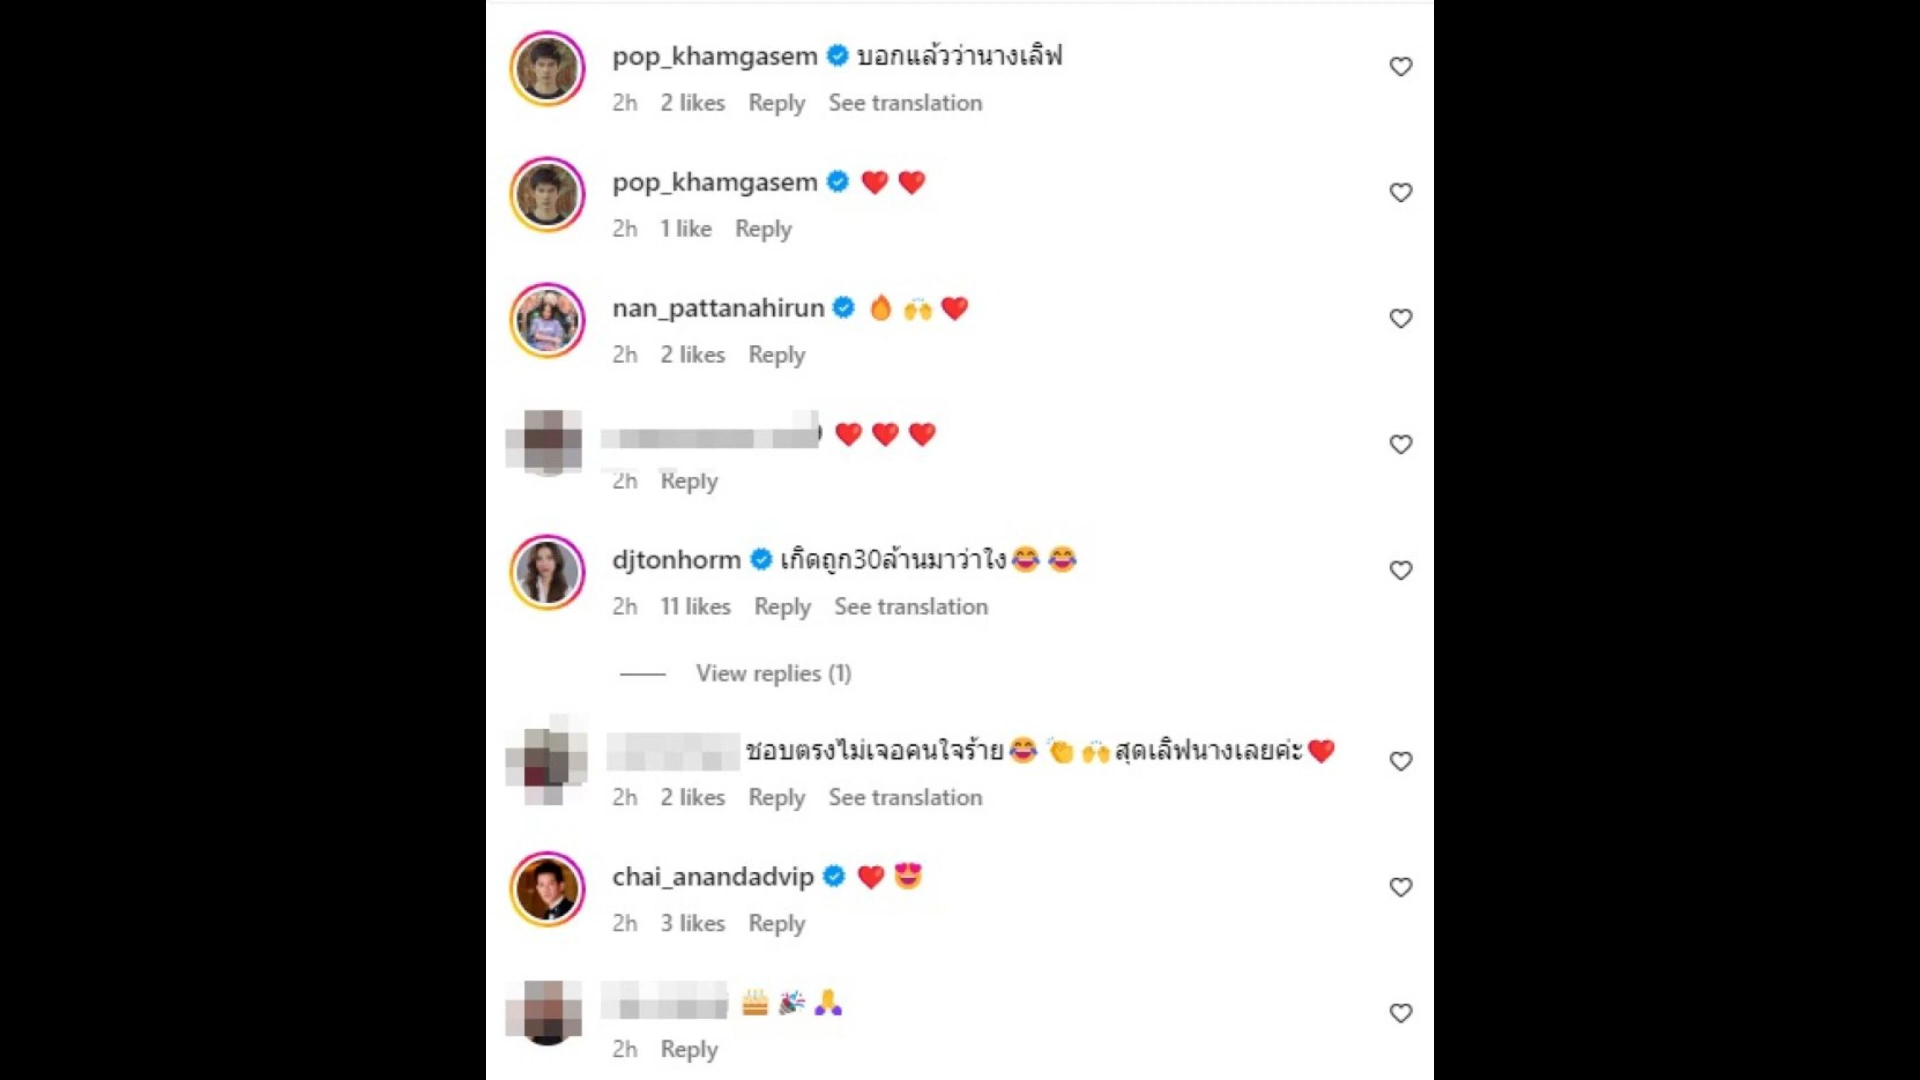 pop_khamgasem บอกแล้วว่านางเลิฟ
2h 2 likes Reply See translation
pop_khamgasem ❤️ ❤️
2h 1 like Reply
nan_pattanahirun 🔥 🙌 ❤️
2h 2 likes Reply
❤️ ❤️ ❤️
2h Reply
djtonhorm เกิดถูก30ล้านมาว่าใง😂 😂
2h 11 likes Reply See translation
View replies (1)
ชอบตรงไม่เจอคนใจร้าย😂 👏 🙌 สุดเลิฟนางเลยค่ะ❤️
2h 2 likes Reply See translation
chai_anandadvip ❤️ 😍
2h 3 likes Reply
🎂 🎉 🙏
2h Reply